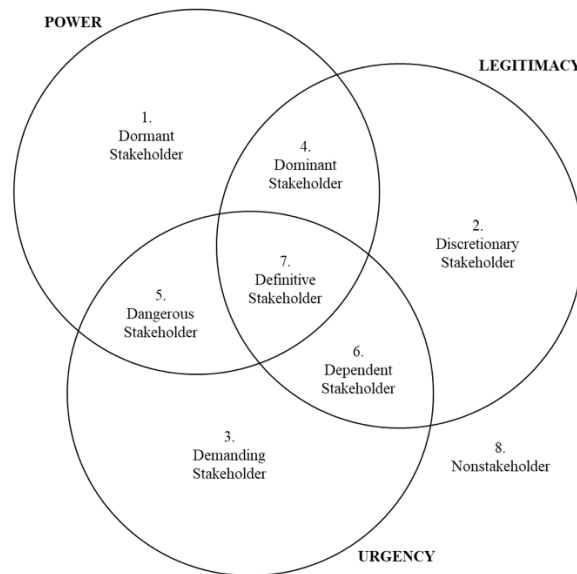 POWER
LEGITIMACY
1.
Dormant
Stakeholder
4.
Dominant
Stakeholder
2.
Discretionary
Stakeholder
7.
Definitive
Stakeholder
5.
Dangerous
Stakeholder
6.
Dependent
Stakeholder
3.
Demanding
Stakeholder
8.
Nonstakeholder
URGENCY